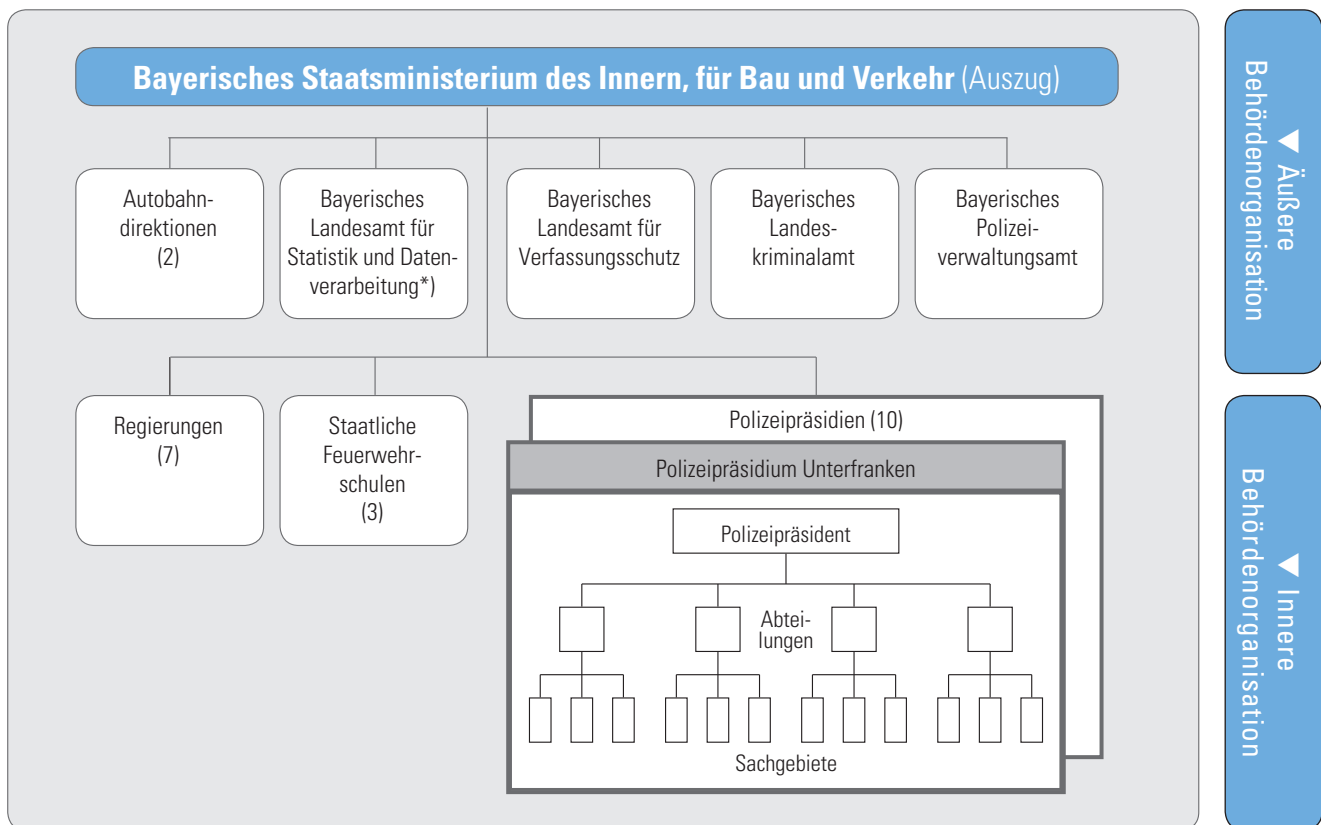 Bayerisches Staatsministerium des Innern, für Bau und Verkehr (Auszug)
Autobahn-
direktionen
(2)
Bayerisches
Landesamt für
Statistik und Daten-
verarbeitung*)
Bayerisches
Landesamt für
Verfassungsschutz
Bayerisches
Landes-
kriminalamt
Bayerisches
Polizei-
verwaltungsamt
Regierungen
(7)
Staatliche
Feuerwehr-
schulen
(3)
Polizeipräsidien (10)
Polizeipräsidium Unterfranken
Polizeipräsident
Abtei-
lungen
Sachgebiete
▼ Äußere
Behördenorganisation
▼ Innere
Behördenorganisation